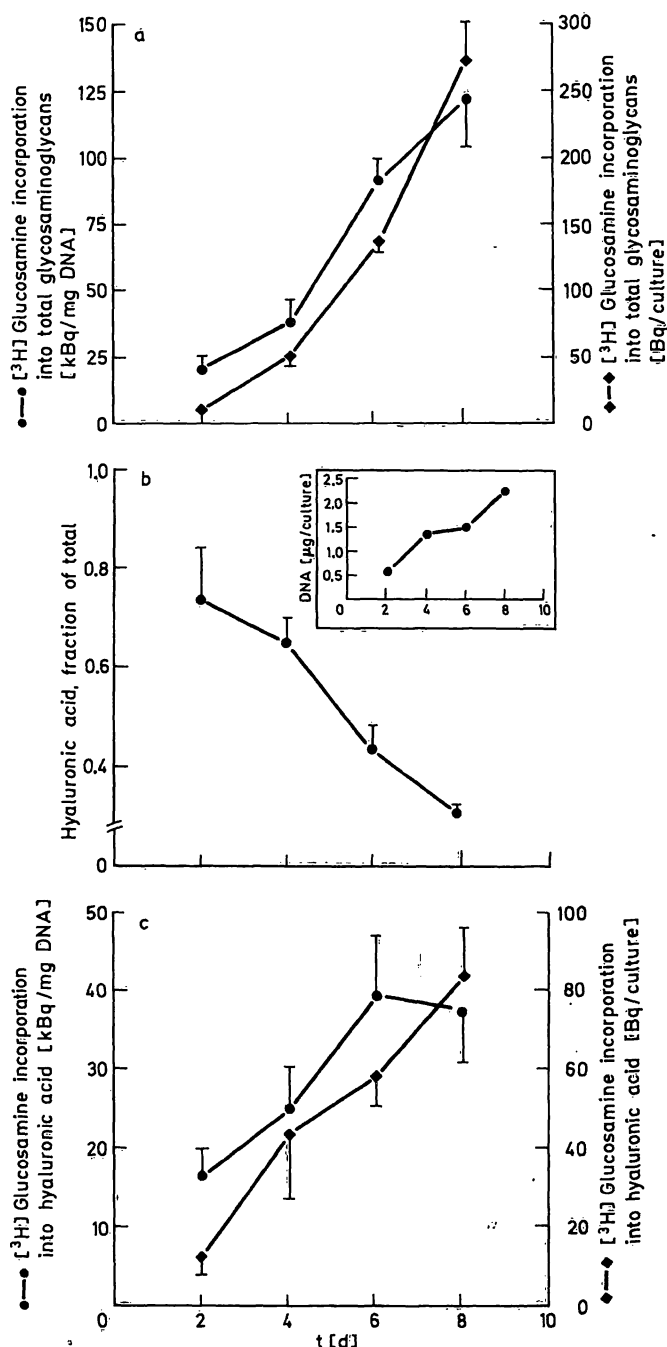 a
●—● [³H] Glucosamine incorporation
into total glycosaminoglycans
[kBq/mg DNA]
150
125
100
75
50
25
0
300
250
200
150
100
50
0
◆—◆ [³H] Glucosamine incorporation
into total glycosaminoglycans
[Bq/culture]
b
Hyaluronic acid, fraction of total
1,0
0.8
0.6
0.4
0
DNA [µg/culture]
2.5
2,0
1.5
1,0
0,5
0
2
4
6
8
10
c
●—● [³H] Glucosamine incorporation
into hyaluronic acid [kBq/mg DNA]
50
40
30
20
10
0
100
80
60
40
20
0
◆—◆ [³H] Glucosamine incorporation
into hyaluronic acid [Bq/culture]
2
4
6
8
10
t [d]